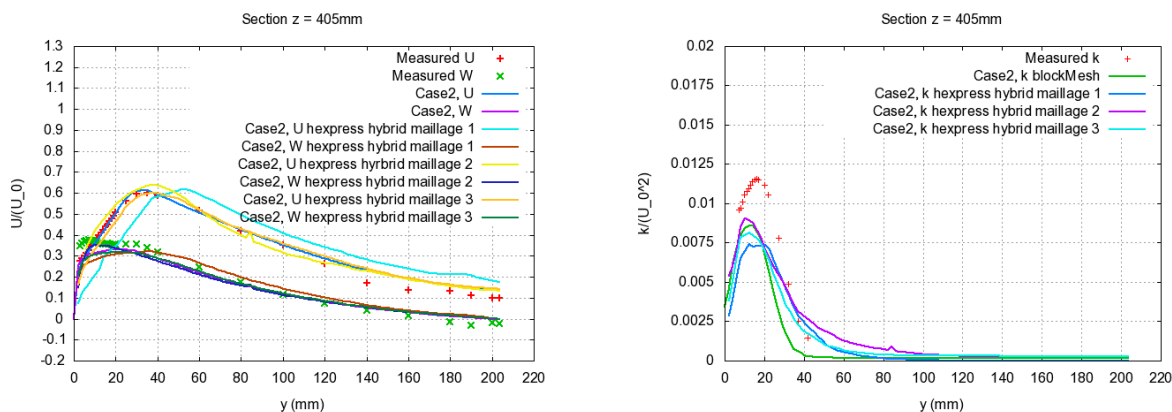 Section z = 405mm
1.3
1.2
1.1
1
0.9
0.8
0.7
0.6
0.5
0.4
0.3
0.2
0.1
0
-0.1
-0.2
0 20 40 60 80 100 120 140 160 180 200 220
U/(U_0)
y (mm)
Measured U
Measured W
Case2, U
Case2, W
Case2, U hexpress hybrid maillage 1
Case2, W hexpress hybrid maillage 1
Case2, U hexpress hyrbrid maillage 2
Case2, W hexpress hybrid maillage 2
Case2, U hexpress hybrid maillage 3
Case2, W hexpress hybrid maillage 3
Section z = 405mm
0.02
0.0175
0.015
0.0125
0.01
0.0075
0.005
0.0025
0
0 20 40 60 80 100 120 140 160 180 200 220
k/(U_0^2)
y (mm)
Measured k
Case2, k blockMesh
Case2, k hexpress hybrid maillage 1
Case2, k hexpress hybrid maillage 2
Case2, k hexpress hybrid maillage 3